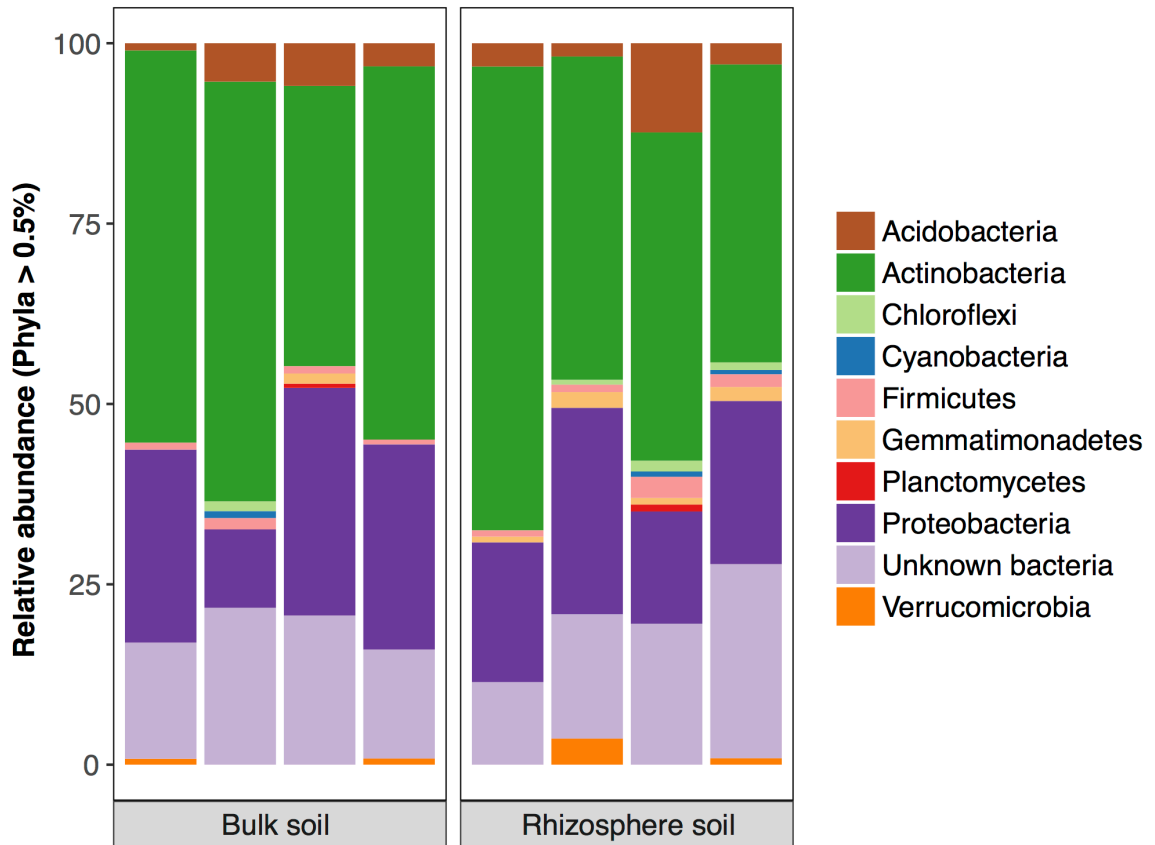 Relative abundance (Phyla > 0.5%)
100
75
50
25
0
Bulk soil
Rhizosphere soil
Acidobacteria
Actinobacteria
Chloroflexi
Cyanobacteria
Firmicutes
Gemmatimonadetes
Planctomycetes
Proteobacteria
Unknown bacteria
Verrucomicrobia